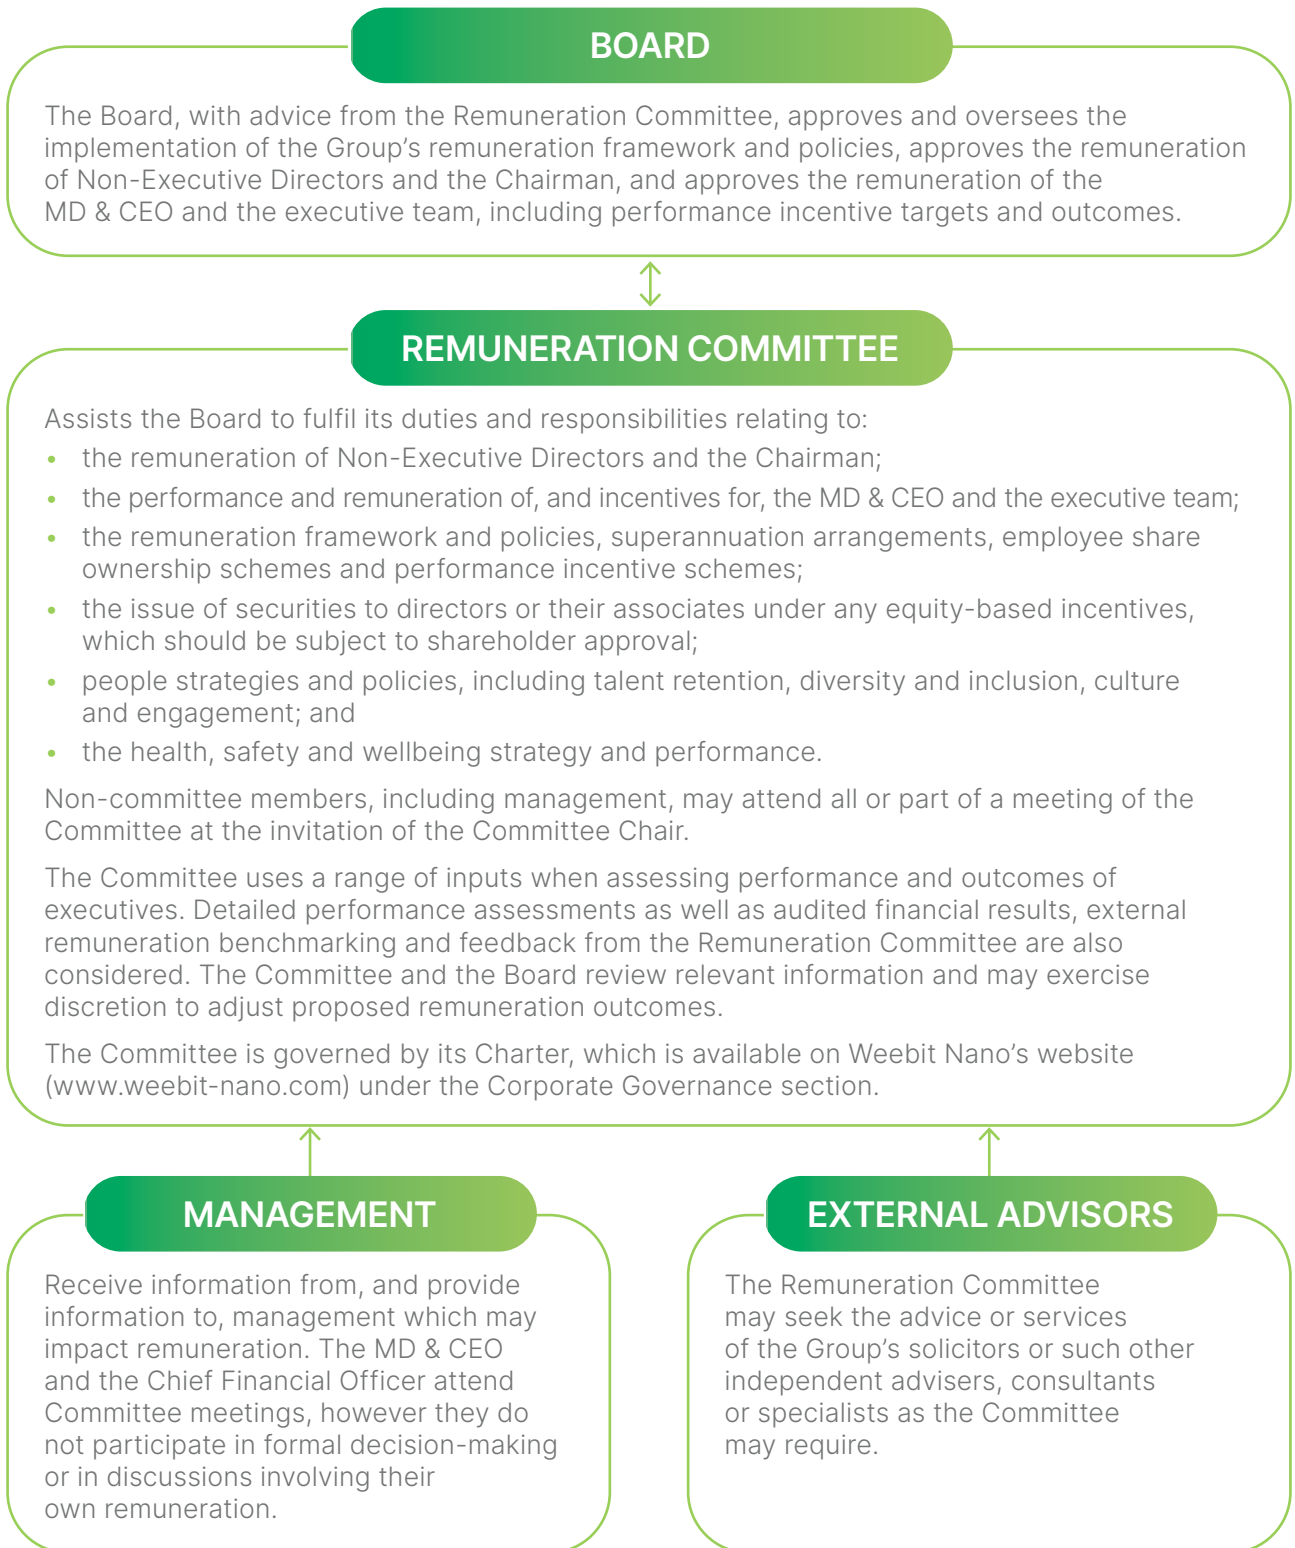 BOARD
The Board, with advice from the Remuneration Committee, approves and oversees the
implementation of the Group’s remuneration framework and policies, approves the remuneration
of Non-Executive Directors and the Chairman, and approves the remuneration of the
MD & CEO and the executive team, including performance incentive targets and outcomes.
REMUNERATION COMMITTEE
Assists the Board to fulfil its duties and responsibilities relating to:
• the remuneration of Non-Executive Directors and the Chairman;
• the performance and remuneration of, and incentives for, the MD & CEO and the executive team;
• the remuneration framework and policies, superannuation arrangements, employee share
ownership schemes and performance incentive schemes;
• the issue of securities to directors or their associates under any equity-based incentives,
which should be subject to shareholder approval;
• people strategies and policies, including talent retention, diversity and inclusion, culture
and engagement; and
• the health, safety and wellbeing strategy and performance.
Non-committee members, including management, may attend all or part of a meeting of the
Committee at the invitation of the Committee Chair.
The Committee uses a range of inputs when assessing performance and outcomes of
executives. Detailed performance assessments as well as audited financial results, external
remuneration benchmarking and feedback from the Remuneration Committee are also
considered. The Committee and the Board review relevant information and may exercise
discretion to adjust proposed remuneration outcomes.
The Committee is governed by its Charter, which is available on Weebit Nano’s website
(www.weebit-nano.com) under the Corporate Governance section.
MANAGEMENT
Receive information from, and provide
information to, management which may
impact remuneration. The MD & CEO
and the Chief Financial Officer attend
Committee meetings, however they do
not participate in formal decision-making
or in discussions involving their
own remuneration.
EXTERNAL ADVISORS
The Remuneration Committee
may seek the advice or services
of the Group’s solicitors or such other
independent advisers, consultants
or specialists as the Committee
may require.